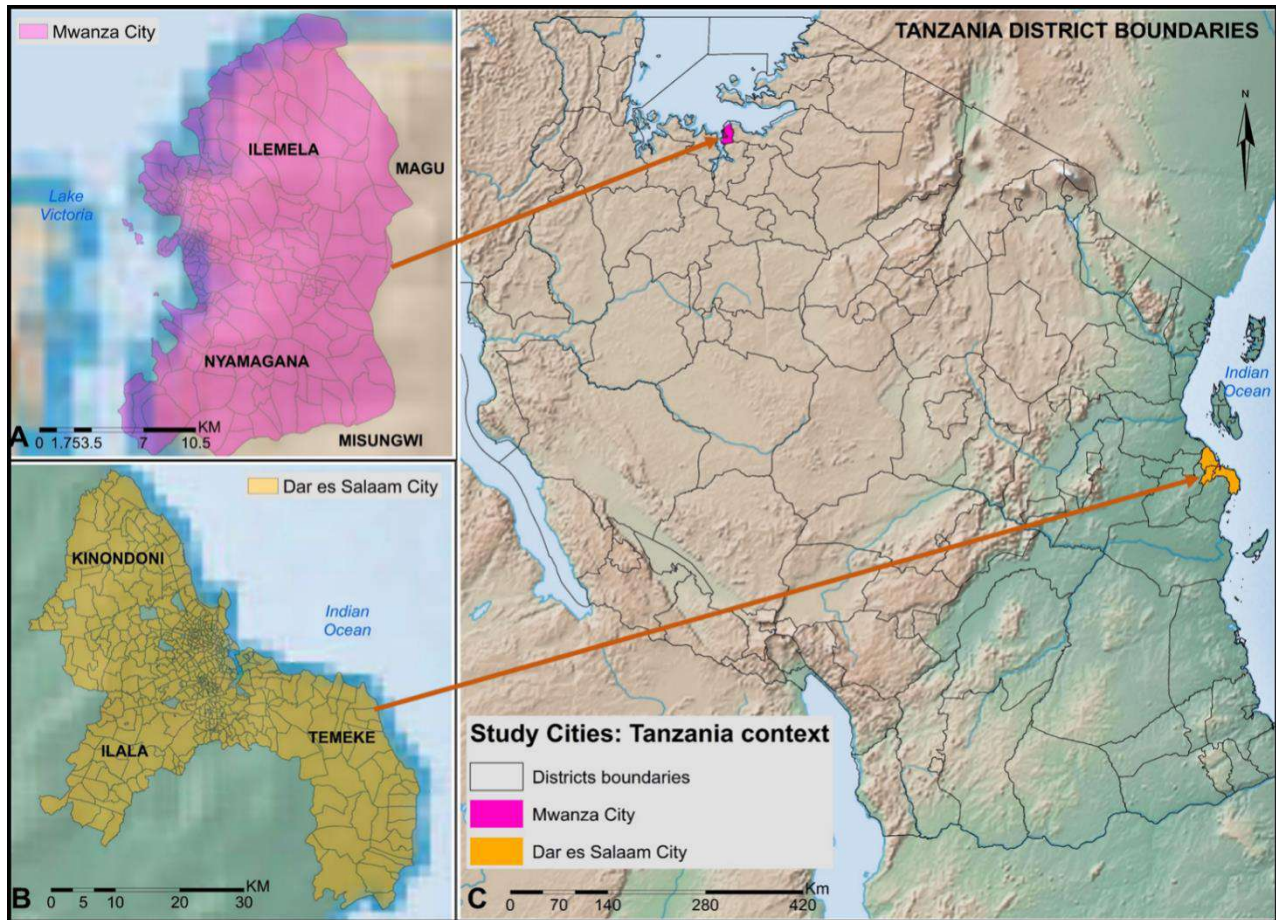 Mwanza City
ILEMELA
MAGU
Lake
Victoria
NYAMAGANA
MISUNGWI
KM
A
0 1.753.5 7 10.5
Dar es Salaam City
KINONDONI
Indian
Ocean
ILALA
TEMEKE
KM
B
0 5 10 20 30
TANZANIA DISTRICT BOUNDARIES
N
Indian
Ocean
Study Cities: Tanzania context
Districts boundaries
Mwanza City
Dar es Salaam City
C
Km
0 70 140 280 420